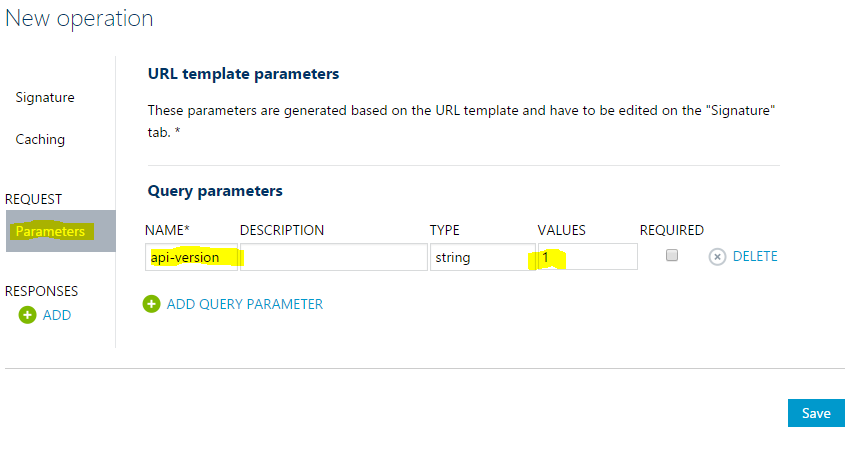 New operation
Signature
Caching
REQUEST
Parameters
RESPONSES
ADD
URL template parameters
These parameters are generated based on the URL template and have to be edited on the "Signature"
tab. *
Query parameters
NAME* DESCRIPTION TYPE VALUES REQUIRED
api-version string 1 DELETE
ADD QUERY PARAMETER
Save